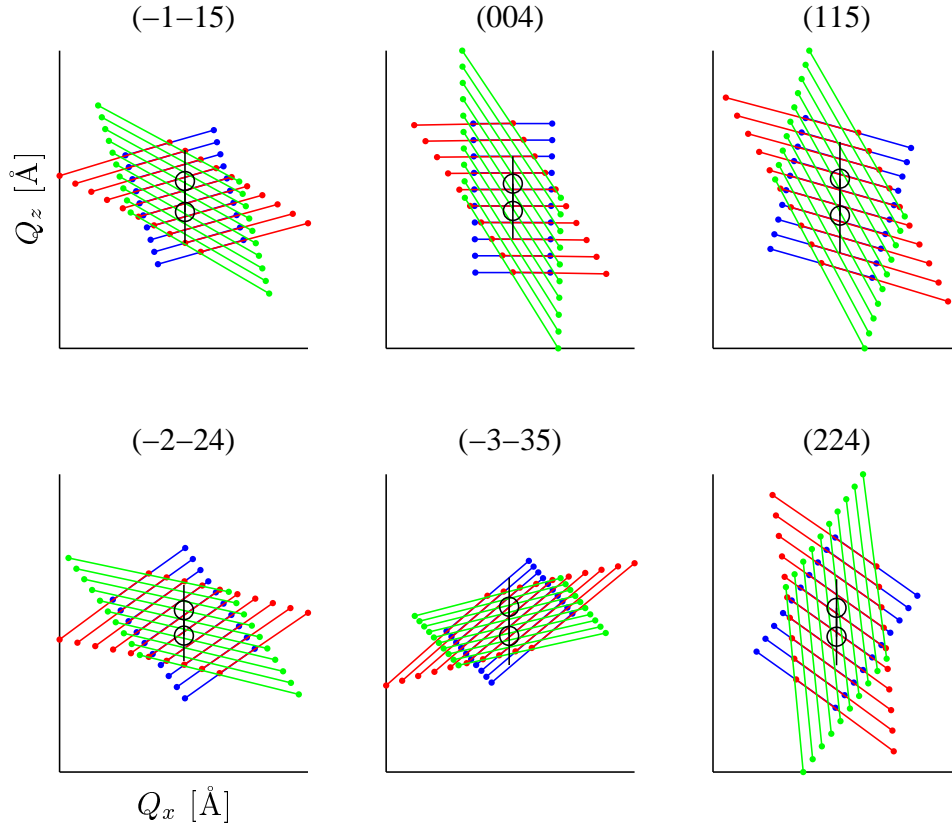 (−1−15) (004) (115)
Q_z [Å]
(−2−24) (−3−35) (224)
Q_x [Å]